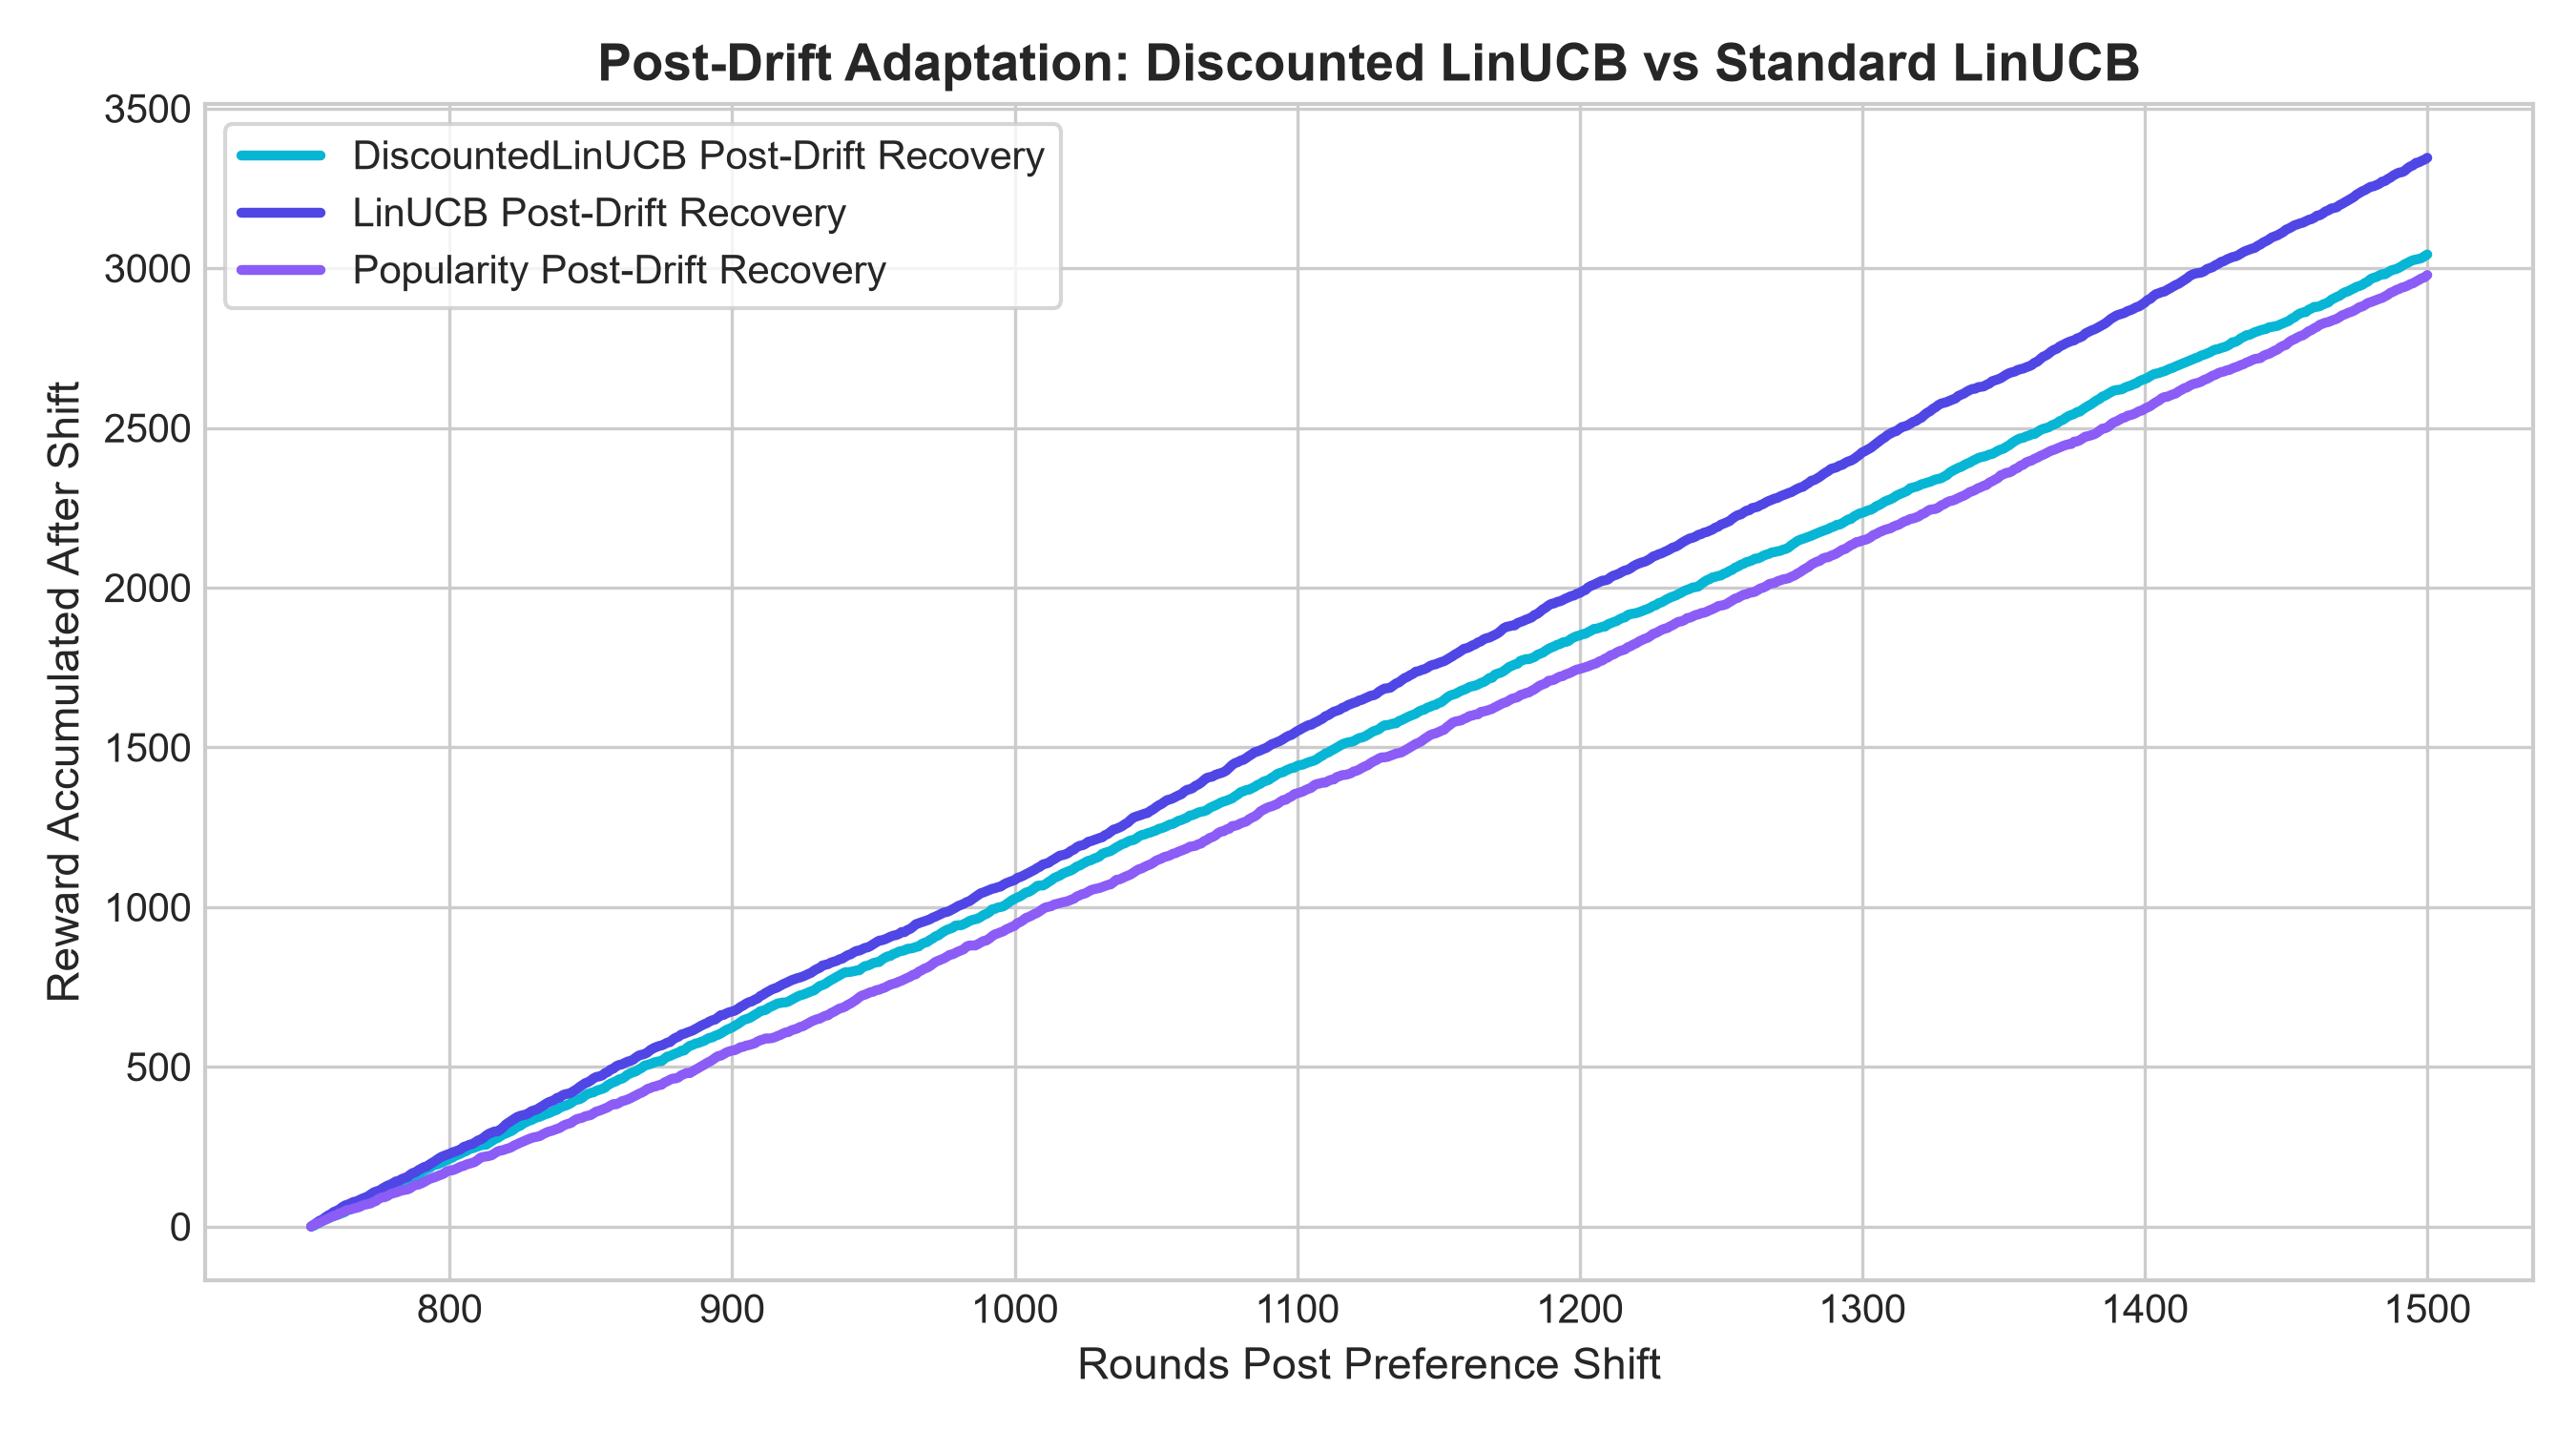 Post-Drift Adaptation: Discounted LinUCB vs Standard LinUCB
DiscountedLinUCB Post-Drift Recovery
LinUCB Post-Drift Recovery
Popularity Post-Drift Recovery
Reward Accumulated After Shift
3500
3000
2500
2000
1500
1000
500
0
800 900 1000 1100 1200 1300 1400 1500
Rounds Post Preference Shift